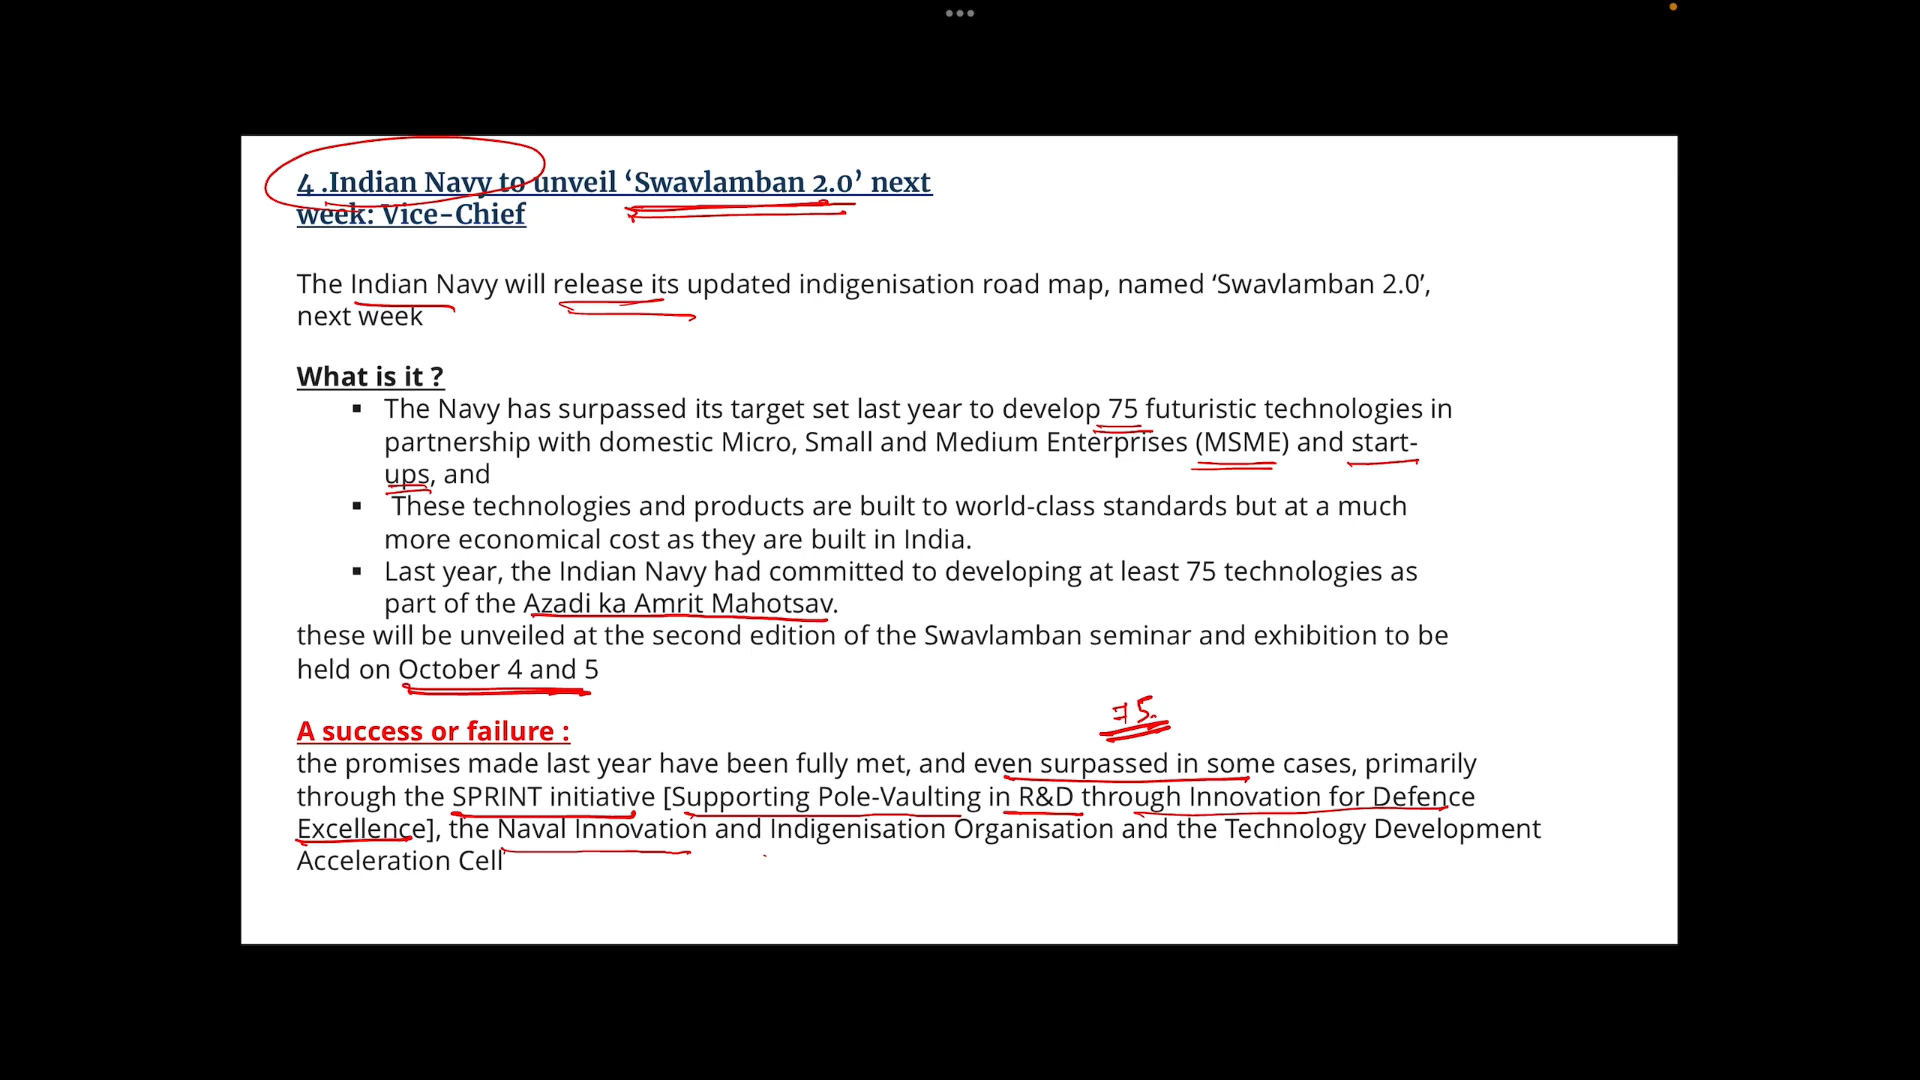 4 .Indian Navy to unveil ‘Swavlamban 2.0’ next
week: Vice-Chief
The Indian Navy will release its updated indigenisation road map, named ‘Swavlamban 2.0’,
next week
What is it ?
▪ The Navy has surpassed its target set last year to develop 75 futuristic technologies in
partnership with domestic Micro, Small and Medium Enterprises (MSME) and start-
ups, and
▪ These technologies and products are built to world-class standards but at a much
more economical cost as they are built in India.
▪ Last year, the Indian Navy had committed to developing at least 75 technologies as
part of the Azadi ka Amrit Mahotsav.
these will be unveiled at the second edition of the Swavlamban seminar and exhibition to be
held on October 4 and 5
75
A success or failure :
the promises made last year have been fully met, and even surpassed in some cases, primarily
through the SPRINT initiative [Supporting Pole-Vaulting in R&D through Innovation for Defence
Excellence], the Naval Innovation and Indigenisation Organisation and the Technology Development
Acceleration Cell